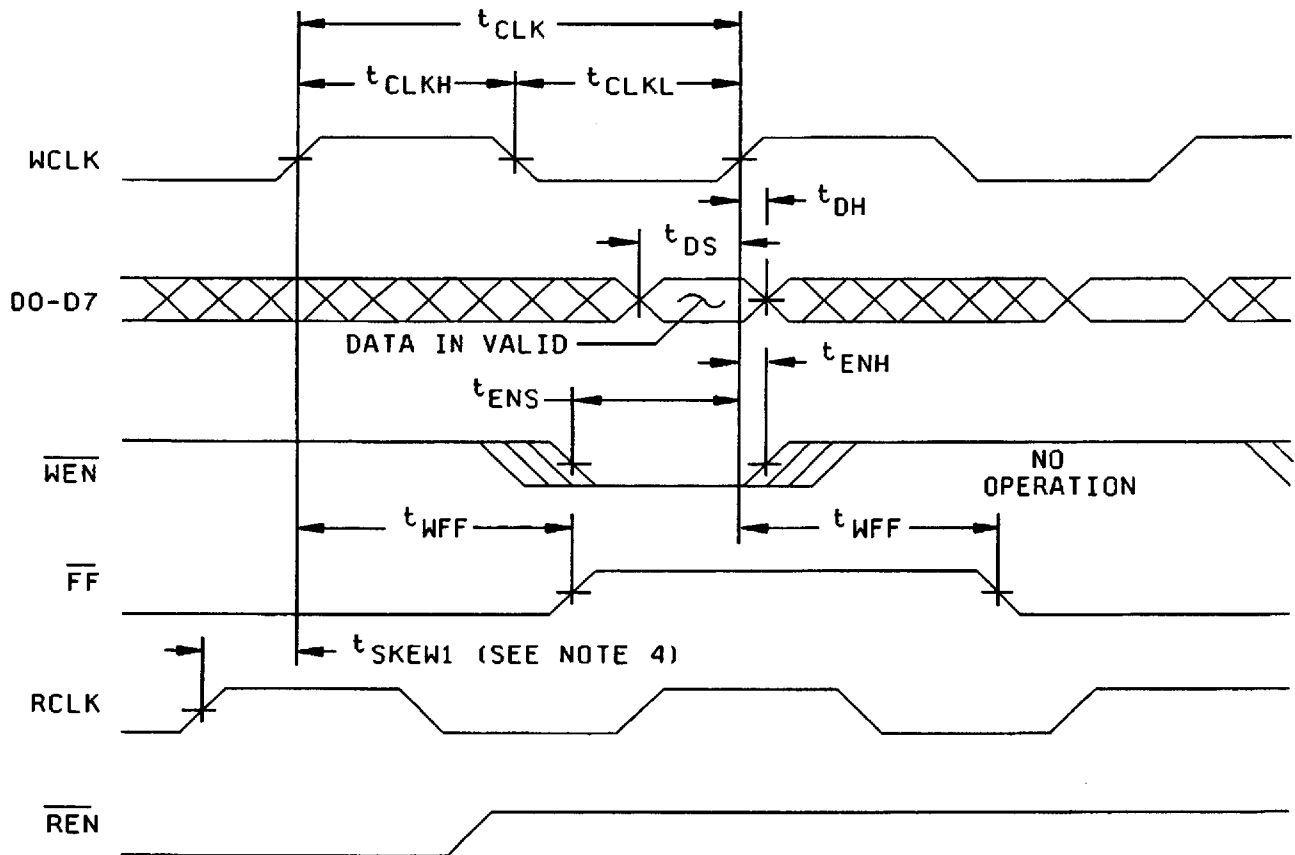 tCLK
tCLKH tCLKL
WCLK
tDH
tDS
DO-D7
DATA IN VALID
tENH
tENS
WEN
NO
OPERATION
tWFF tWFF
FF
tSKEW1 (SEE NOTE 4)
RCLK
REN